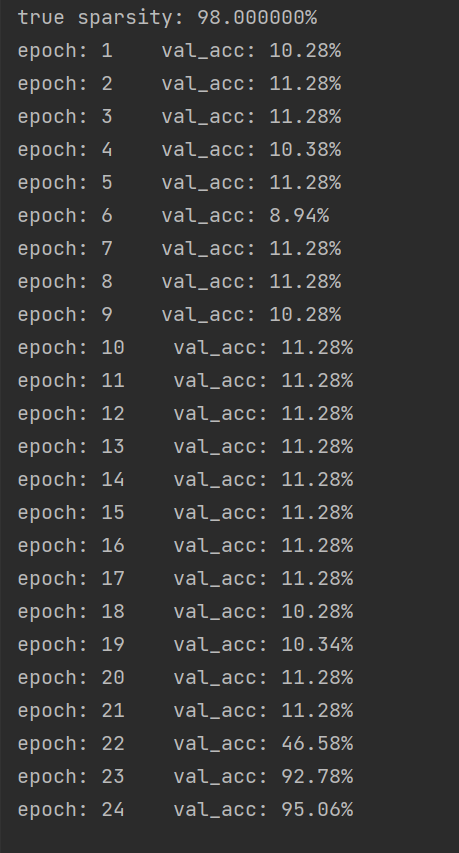 true sparsity: 98.000000%
epoch: 1    val_acc: 10.28%
epoch: 2    val_acc: 11.28%
epoch: 3    val_acc: 11.28%
epoch: 4    val_acc: 10.38%
epoch: 5    val_acc: 11.28%
epoch: 6    val_acc: 8.94%
epoch: 7    val_acc: 11.28%
epoch: 8    val_acc: 11.28%
epoch: 9    val_acc: 10.28%
epoch: 10    val_acc: 11.28%
epoch: 11    val_acc: 11.28%
epoch: 12    val_acc: 11.28%
epoch: 13    val_acc: 11.28%
epoch: 14    val_acc: 11.28%
epoch: 15    val_acc: 11.28%
epoch: 16    val_acc: 11.28%
epoch: 17    val_acc: 11.28%
epoch: 18    val_acc: 10.28%
epoch: 19    val_acc: 10.34%
epoch: 20    val_acc: 11.28%
epoch: 21    val_acc: 11.28%
epoch: 22    val_acc: 46.58%
epoch: 23    val_acc: 92.78%
epoch: 24    val_acc: 95.06%